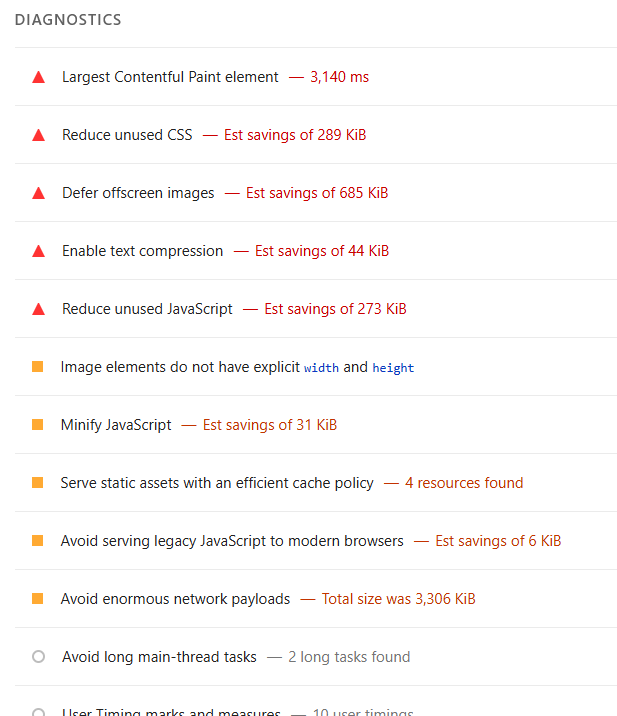 DIAGNOSTICS
Largest Contentful Paint element — 3,140 ms
Reduce unused CSS — Est savings of 289 KiB
Defer offscreen images — Est savings of 685 KiB
Enable text compression — Est savings of 44 KiB
Reduce unused JavaScript — Est savings of 273 KiB
Image elements do not have explicit width and height
Minify JavaScript — Est savings of 31 KiB
Serve static assets with an efficient cache policy — 4 resources found
Avoid serving legacy JavaScript to modern browsers — Est savings of 6 KiB
Avoid enormous network payloads — Total size was 3,306 KiB
Avoid long main-thread tasks — 2 long tasks found
User Timing marks and measures — 10 user timings